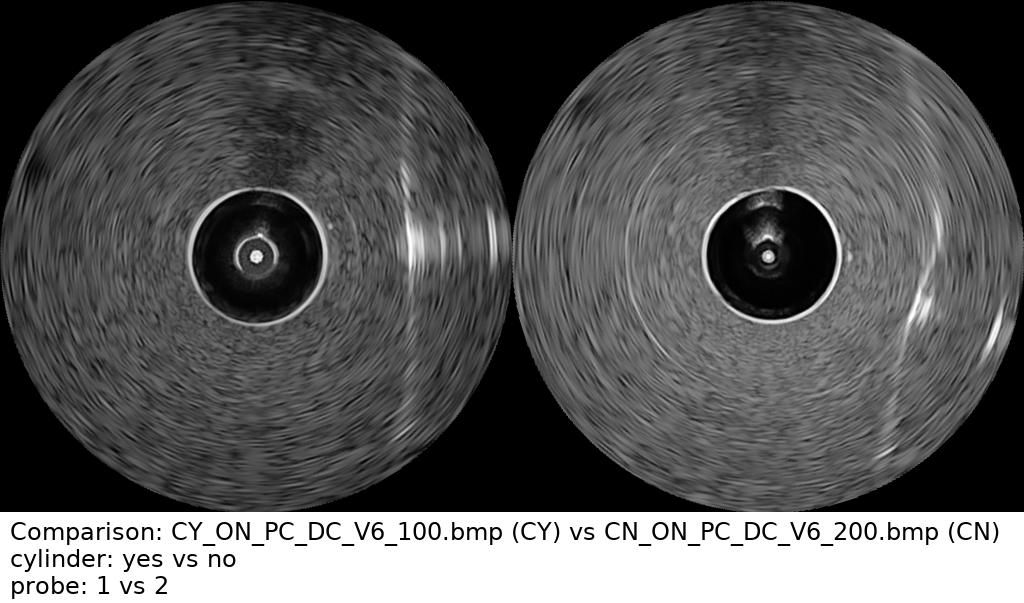 Comparison: CY_ON_PC_DC_V6_100.bmp (CY) vs CN_ON_PC_DC_V6_200.bmp (CN)
cylinder: yes vs no
probe: 1 vs 2